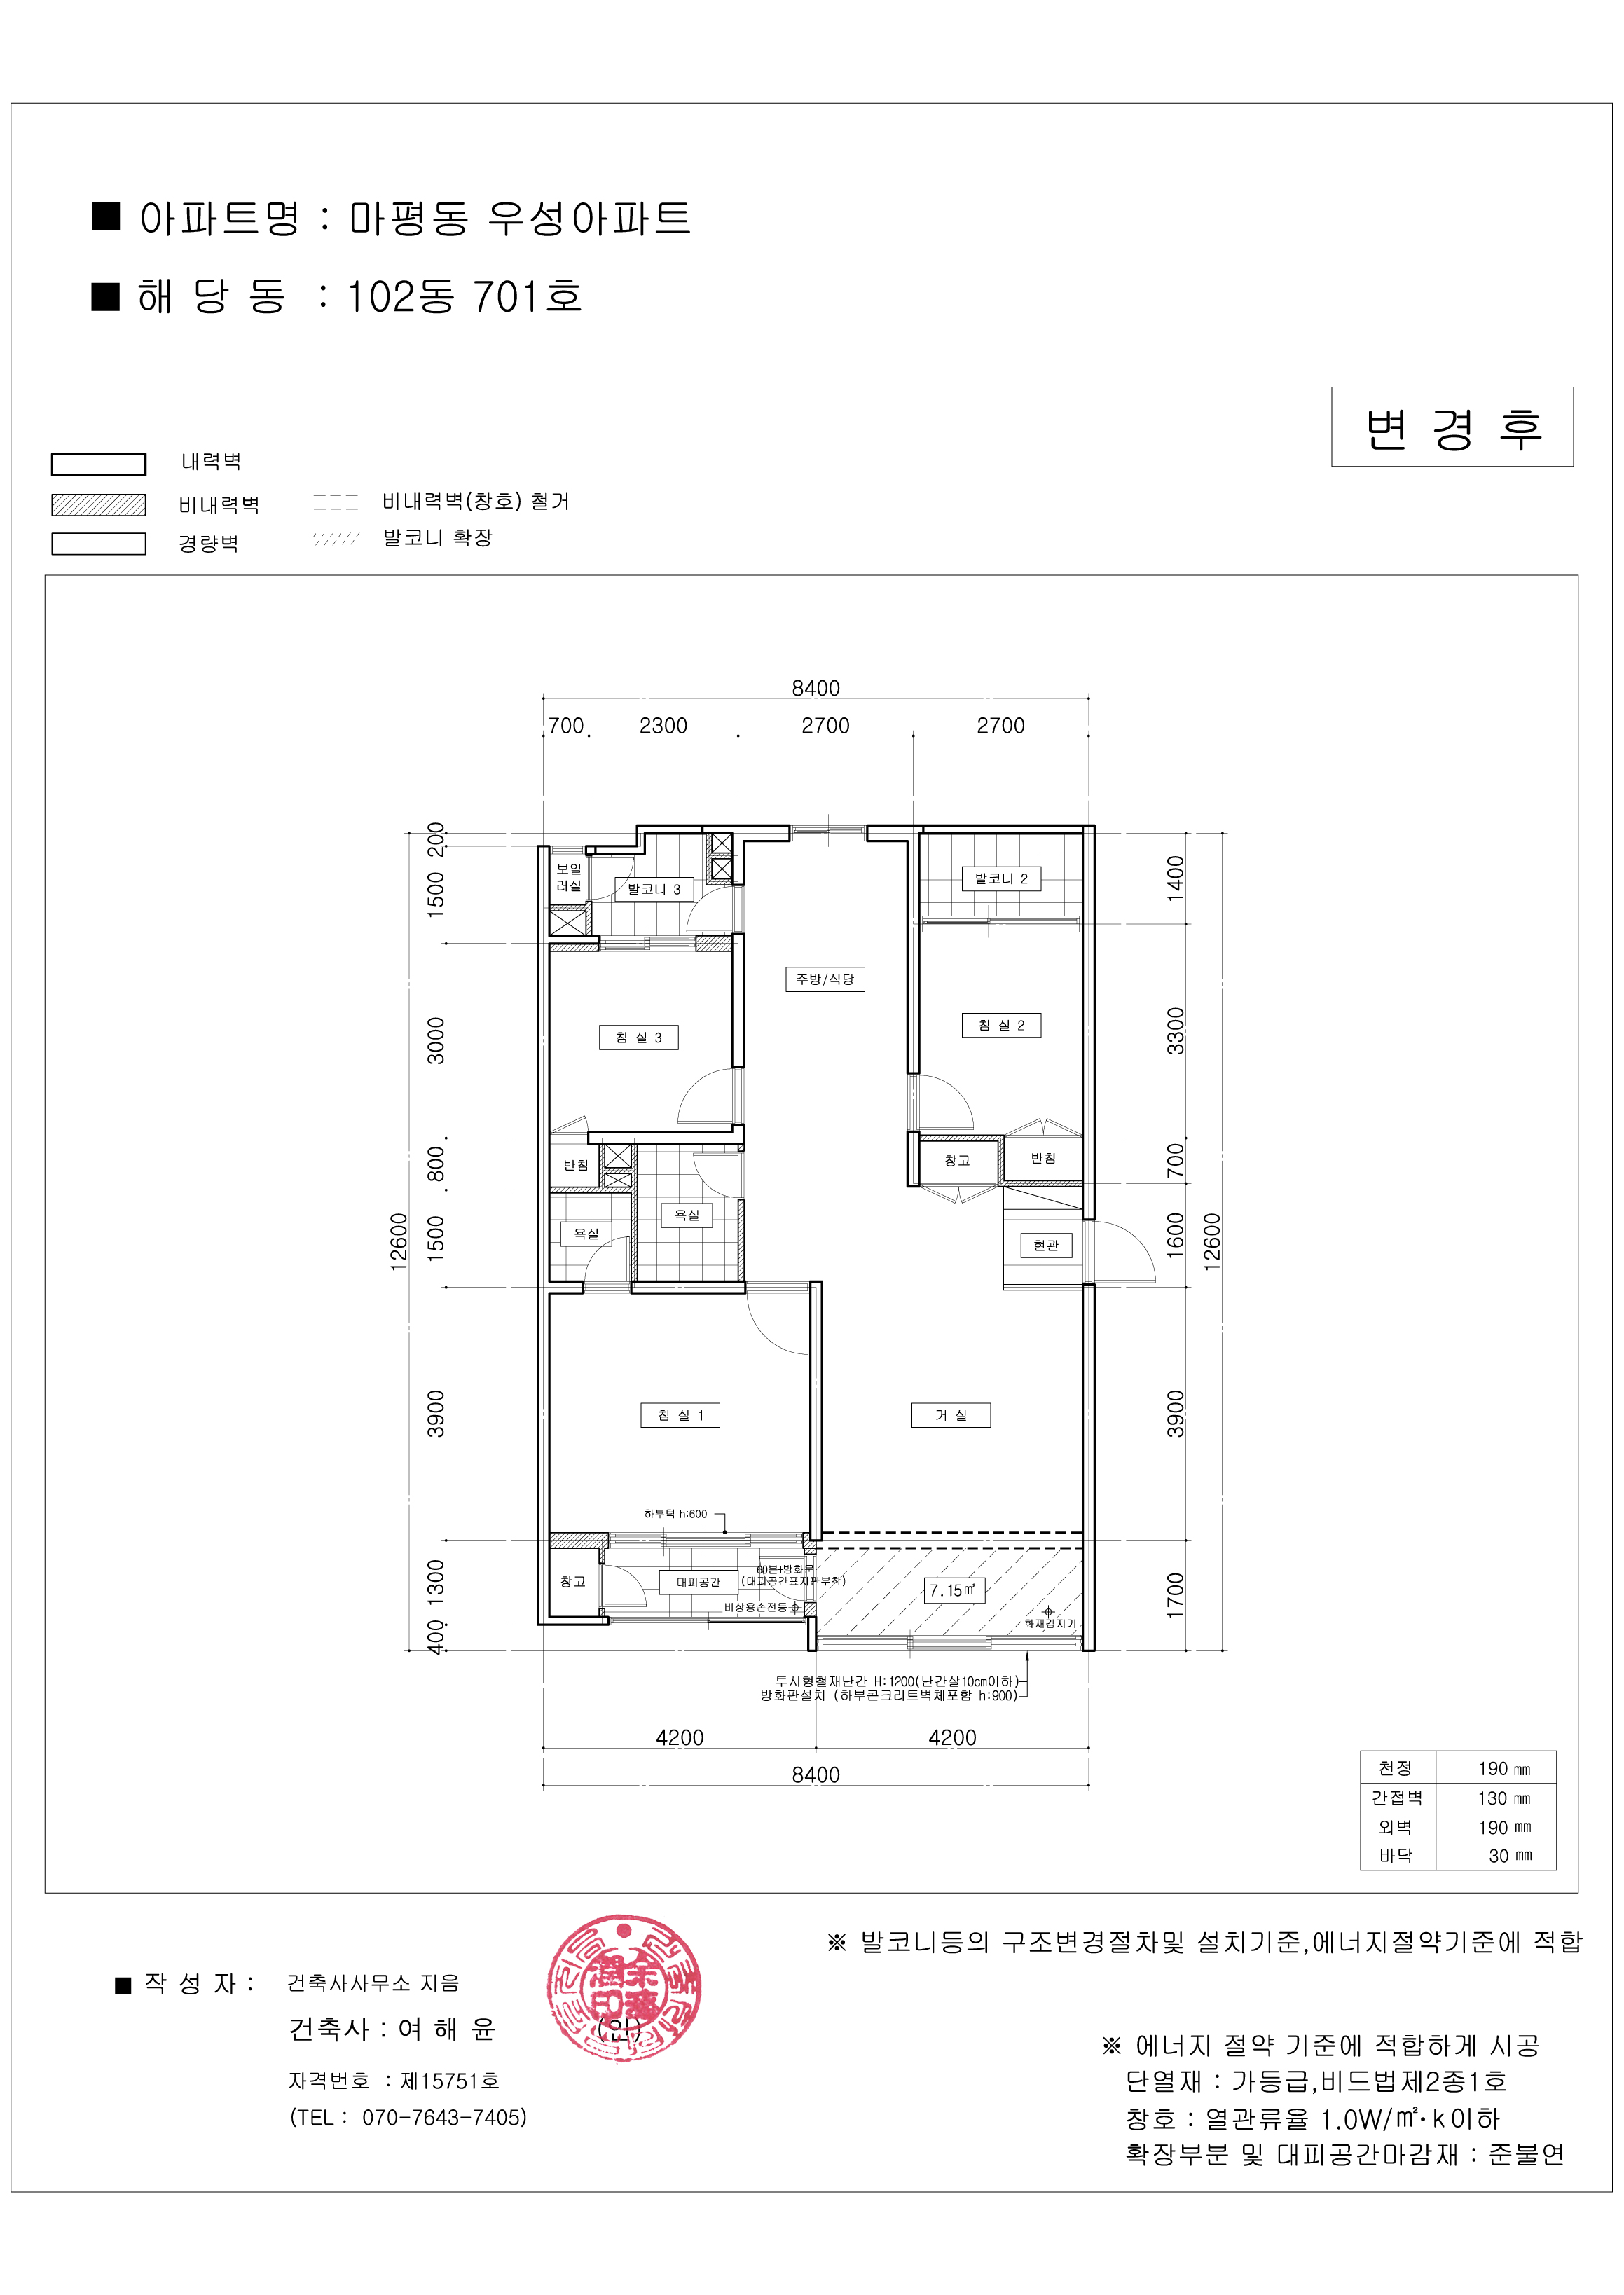 ■ 아파트명 : 마평동 우성아파트
■ 해 당 동 : 102동 701호
변 경 후
내력벽
비내력벽
경량벽
비내력벽(창호) 철거
발코니 확장
8400
700 2300 2700 2700
200
1500
3000
800
1500
3900
1300
400
12600
1400
3300
700
1600
3900
1700
12600
보일
러실
발코니 3
발코니 2
주방/식당
침 실 3
침 실 2
반침
창고
반침
욕실
욕실
현관
침 실 1
거 실
하부턱 h:600
창고
대피공간
60분+방화문
(대피공간표지판부착)
비상용손전등
7.15㎡
화재감지기
투시형철재난간 H:1200(난간살10cm이하)
방화판설치 (하부콘크리트벽체포함 h:900)
4200 4200
8400
천정 190 ㎜
간접벽 130 ㎜
외벽 190 ㎜
바닥 30 ㎜
※ 발코니등의 구조변경절차및 설치기준,에너지절약기준에 적합
■ 작 성 자 : 건축사사무소 지음
건축사 : 여 해 윤 (인)
자격번호 : 제15751호
(TEL : 070-7643-7405)
※ 에너지 절약 기준에 적합하게 시공
단열재 : 가등급,비드법제2종1호
창호 : 열관류율 1.0W/㎡·k이하
확장부분 및 대피공간마감재 : 준불연